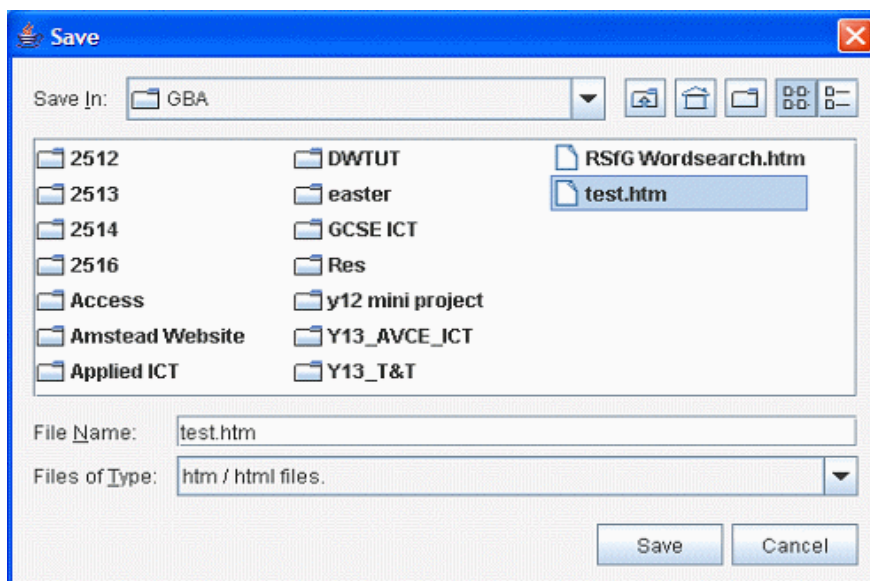 Save
Save In: GBA
2512 DWTUT RSfG Wordsearch.htm
2513 easter test.htm
2514 GCSE ICT
2516 Res
Access y12 mini project
Amstead Website Y13_AVCE_ICT
Applied ICT Y13_T&T
File Name: test.htm
Files of Type: htm / html files.
Save Cancel